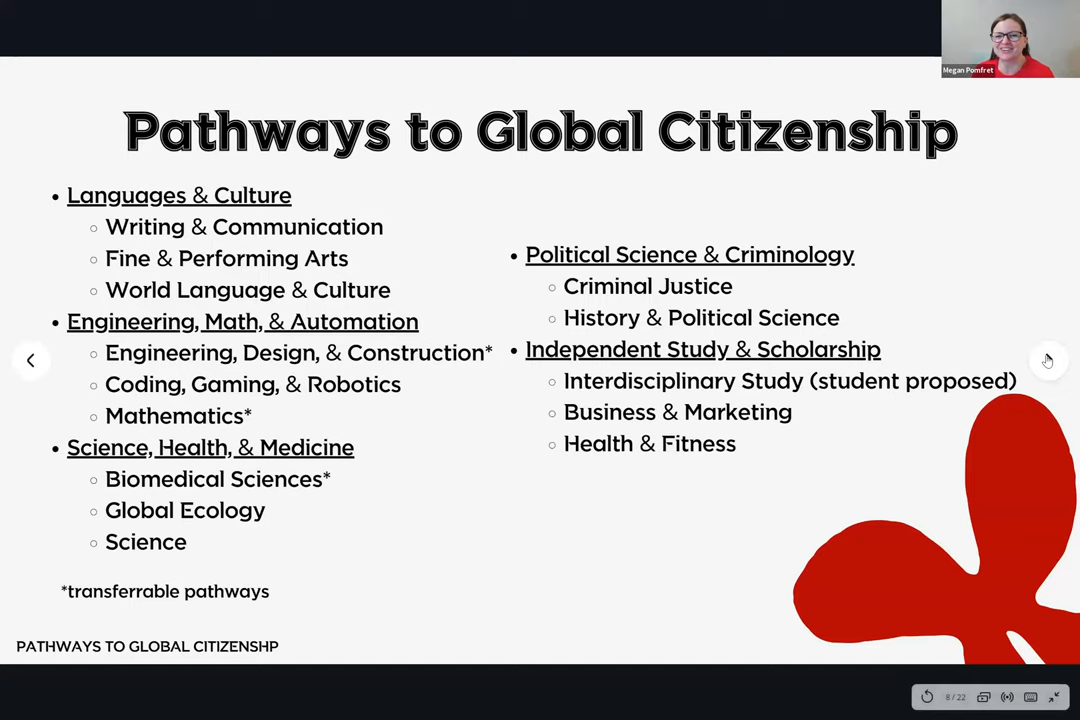 Megan Pomfret
Pathways to Global Citizenship
• Languages & Culture
◦ Writing & Communication
◦ Fine & Performing Arts
◦ World Language & Culture
• Engineering, Math, & Automation
◦ Engineering, Design, & Construction*
◦ Coding, Gaming, & Robotics
◦ Mathematics*
• Science, Health, & Medicine
◦ Biomedical Sciences*
◦ Global Ecology
◦ Science
*transferrable pathways
• Political Science & Criminology
◦ Criminal Justice
◦ History & Political Science
• Independent Study & Scholarship
◦ Interdisciplinary Study (student proposed)
◦ Business & Marketing
◦ Health & Fitness
PATHWAYS TO GLOBAL CITIZENSHP
8 / 22